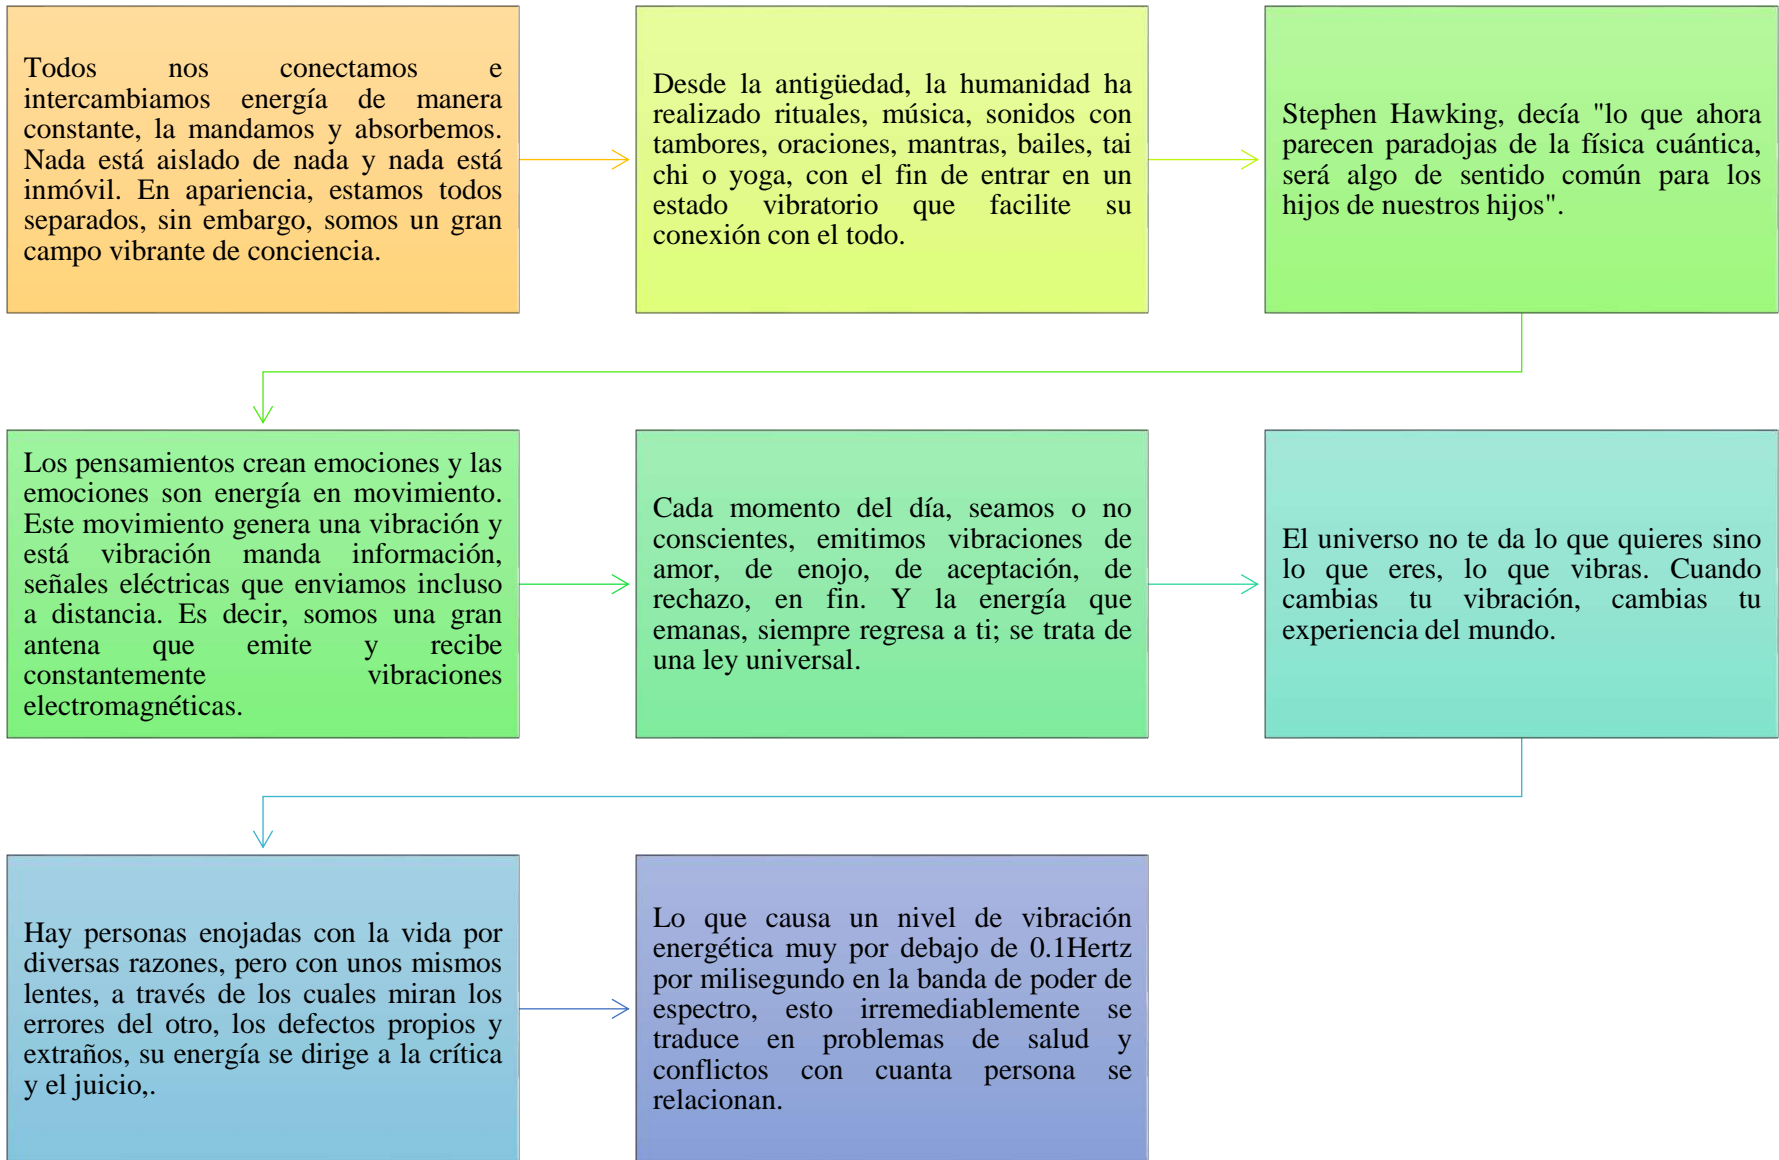 Todos nos conectamos e
intercambiamos energía de manera
constante, la mandamos y absorbemos.
Nada está aislado de nada y nada está
inmóvil. En apariencia, estamos todos
separados, sin embargo, somos un gran
campo vibrante de conciencia.
Desde la antigüedad, la humanidad ha
realizado rituales, música, sonidos con
tambores, oraciones, mantras, bailes, tai
chi o yoga, con el fin de entrar en un
estado vibratorio que facilite su
conexión con el todo.
Stephen Hawking, decía "lo que ahora
parecen paradojas de la física cuántica,
será algo de sentido común para los
hijos de nuestros hijos".
Los pensamientos crean emociones y las
emociones son energía en movimiento.
Este movimiento genera una vibración y
está vibración manda información,
señales eléctricas que enviamos incluso
a distancia. Es decir, somos una gran
antena que emite y recibe
constantemente vibraciones
electromagnéticas.
Cada momento del día, seamos o no
conscientes, emitimos vibraciones de
amor, de enojo, de aceptación, de
rechazo, en fin. Y la energía que
emanas, siempre regresa a ti; se trata de
una ley universal.
El universo no te da lo que quieres sino
lo que eres, lo que vibras. Cuando
cambias tu vibración, cambias tu
experiencia del mundo.
Hay personas enojadas con la vida por
diversas razones, pero con unos mismos
lentes, a través de los cuales miran los
errores del otro, los defectos propios y
extraños, su energía se dirige a la crítica
y el juicio,.
Lo que causa un nivel de vibración
energética muy por debajo de 0.1Hertz
por milisegundo en la banda de poder de
espectro, esto irremediablemente se
traduce en problemas de salud y
conflictos con cuanta persona se
relacionan.